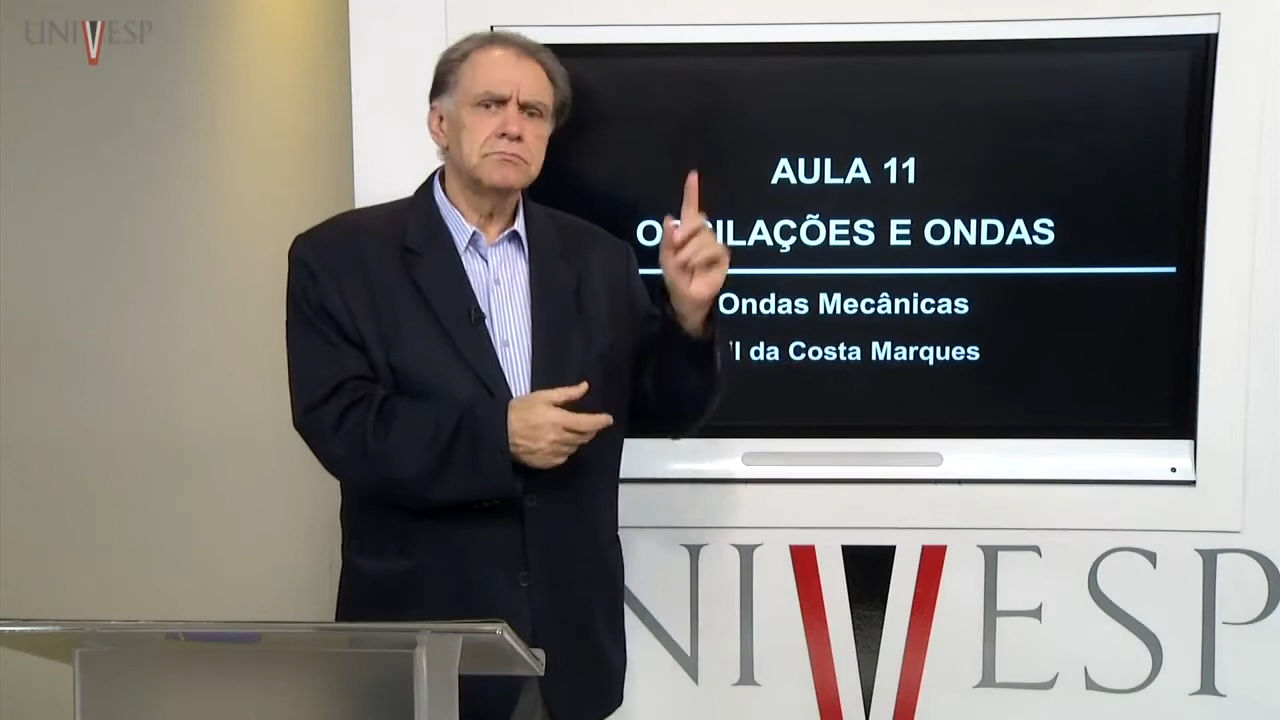 UNIVESP
AULA 11
OSCILAÇÕES E ONDAS
Ondas Mecânicas
da Costa Marques
UNIVESP